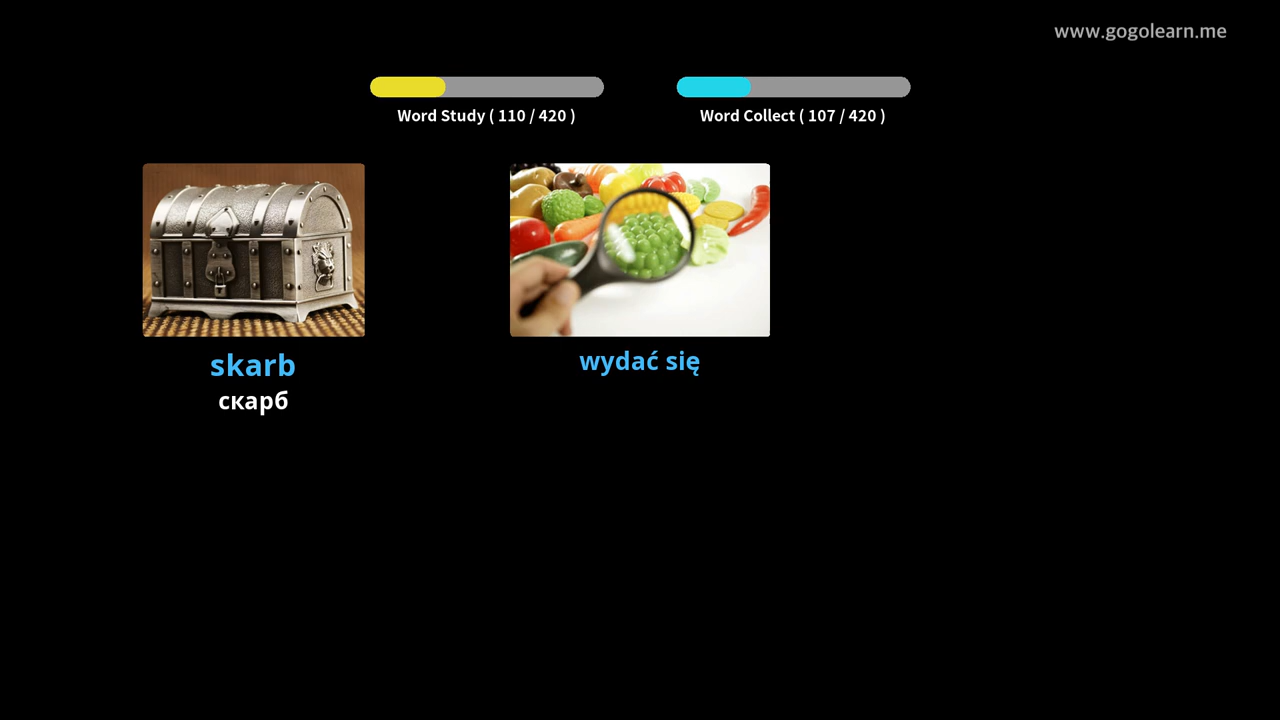 www.gogolearn.me
Word Study ( 110 / 420 )
Word Collect ( 107 / 420 )
skarb
скарб
wydać się